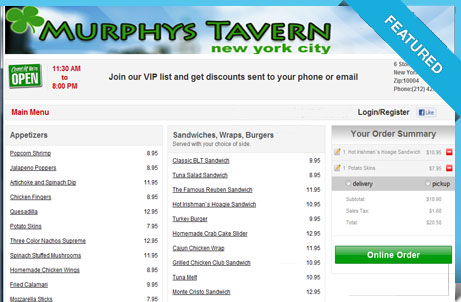 MURPHYS TAVERN
new york city
FEATURED
Come in We're
OPEN
11:30 AM
to
8:00 PM
Join our VIP list and get discounts sent to your phone or email
6 Sto
New York
Zip:10004
Phone:(212) 42
Main Menu
Login/Register
Like
Appetizers
Popcorn Shrimp 8.95
Jalapeno Poppers 8.95
Artichoke and Spinach Dip 11.95
Chicken Fingers 8.95
Quesadilla 12.95
Potato Skins 7.95
Three Color Nachos Supreme 12.95
Spinach Stuffed Mushrooms 11.95
Homemade Chicken Wings 8.95
Fried Calamari 9.95
Mozzarella Sticks 7.95
Sandwiches, Wraps, Burgers
Served with your choice of side.
Classic BLT Sandwich 9.95
Tuna Salad Sandwich 8.95
The Famous Reuben Sandwich 11.95
Hot Irishman's Hoagie Sandwich 10.95
Turkey Burger 9.95
Homemade Crab Cake Slider 12.95
Cajun Chicken Wrap 11.95
Grilled Chicken Club Sandwich 10.95
Tuna Melt 10.95
Monte Cristo Sandwich 12.95
Your Order Summary
1 Hot Irishman's Hoagie Sandwich $10.95
1 Potato Skins $7.95
delivery pickup
Subtotal: $18.90
Sales Tax: $1.68
Total: $20.58
Online Order